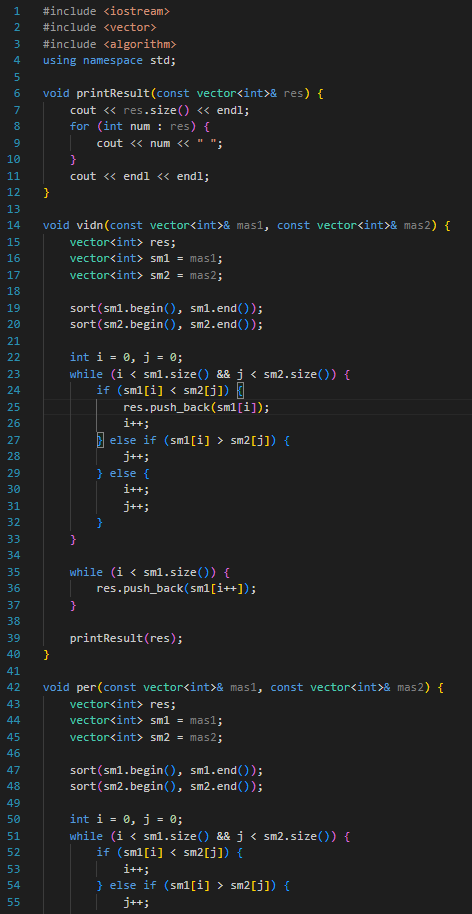 1 #include <iostream>
2 #include <vector>
3 #include <algorithm>
4 using namespace std;
5
6 void printResult(const vector<int>& res) {
7     cout << res.size() << endl;
8     for (int num : res) {
9         cout << num << " ";
10     }
11     cout << endl << endl;
12 }
13
14 void vidn(const vector<int>& mas1, const vector<int>& mas2) {
15     vector<int> res;
16     vector<int> sm1 = mas1;
17     vector<int> sm2 = mas2;
18
19     sort(sm1.begin(), sm1.end());
20     sort(sm2.begin(), sm2.end());
21
22     int i = 0, j = 0;
23     while (i < sm1.size() && j < sm2.size()) {
24         if (sm1[i] < sm2[j]) {
25             res.push_back(sm1[i]);
26             i++;
27         } else if (sm1[i] > sm2[j]) {
28             j++;
29         } else {
30             i++;
31             j++;
32         }
33     }
34
35     while (i < sm1.size()) {
36         res.push_back(sm1[i++]);
37     }
38
39     printResult(res);
40 }
41
42 void per(const vector<int>& mas1, const vector<int>& mas2) {
43     vector<int> res;
44     vector<int> sm1 = mas1;
45     vector<int> sm2 = mas2;
46
47     sort(sm1.begin(), sm1.end());
48     sort(sm2.begin(), sm2.end());
49
50     int i = 0, j = 0;
51     while (i < sm1.size() && j < sm2.size()) {
52         if (sm1[i] < sm2[j]) {
53             i++;
54         } else if (sm1[i] > sm2[j]) {
55             j++;